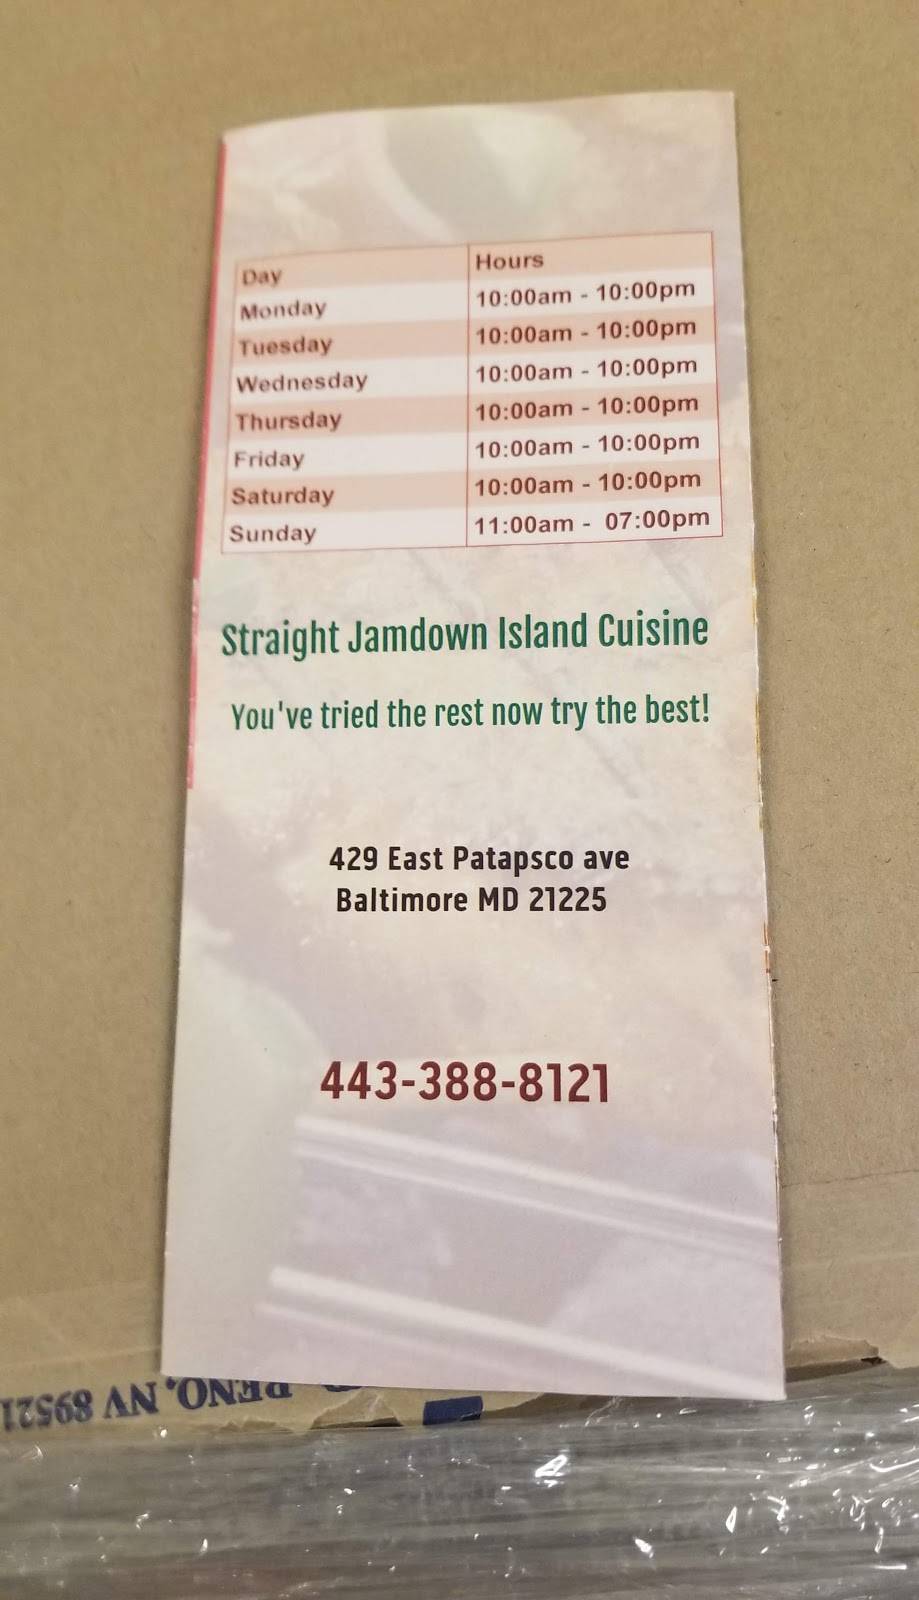 Day Hours
Monday 10:00am - 10:00pm
Tuesday 10:00am - 10:00pm
Wednesday 10:00am - 10:00pm
Thursday 10:00am - 10:00pm
Friday 10:00am - 10:00pm
Saturday 10:00am - 10:00pm
Sunday 11:00am - 07:00pm
Straight Jamdown Island Cuisine
You've tried the rest now try the best!
429 East Patapsco ave
Baltimore MD 21225
443-388-8121
RENO, NV 89521